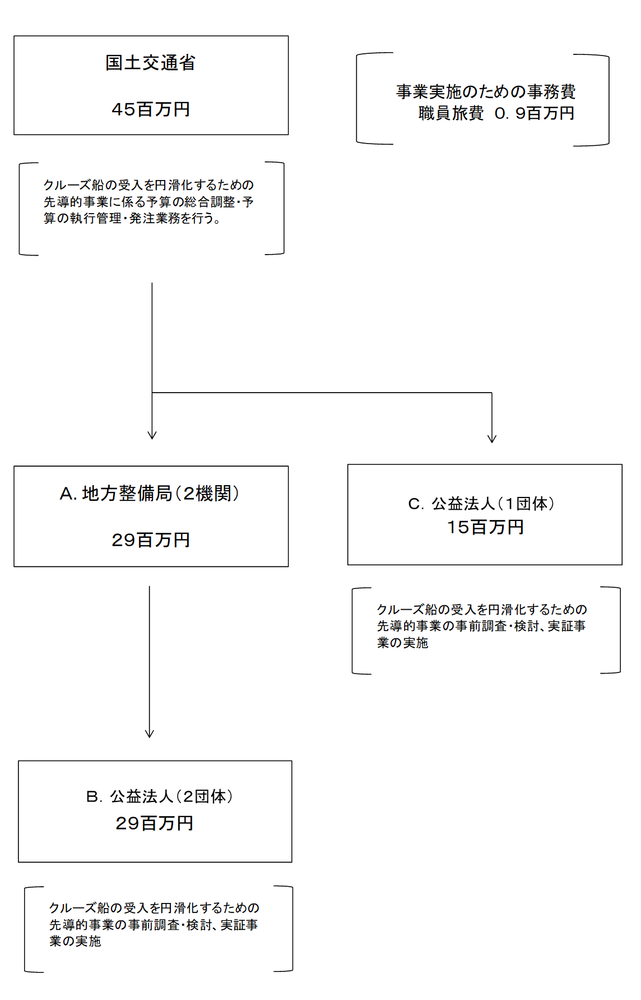 国土交通省
45百万円
事業実施のための事務費
職員旅費 0.9百万円
クルーズ船の受入を円滑化するための
先導的事業に係る予算の総合調整・予
算の執行管理・発注業務を行う。
A.地方整備局(2機関)
29百万円
C.公益法人(1団体)
15百万円
クルーズ船の受入を円滑化するための
先導的事業の事前調査・検討、実証事
業の実施
B.公益法人(2団体)
29百万円
クルーズ船の受入を円滑化するための
先導的事業の事前調査・検討、実証事
業の実施